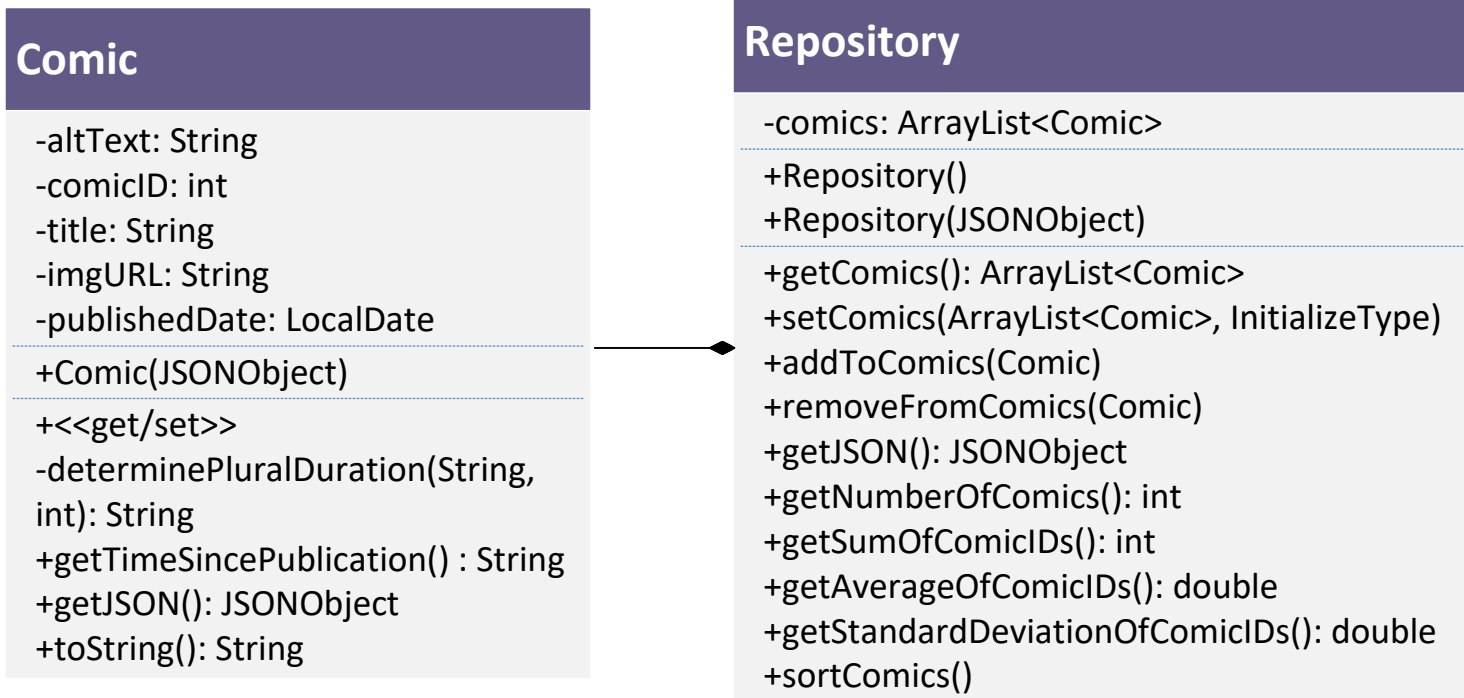 Comic
-altText: String
-comicID: int
-title: String
-imgURL: String
-publishedDate: LocalDate
+Comic(JSONObject)
+<<get/set>>
-determinePluralDuration(String,
int): String
+getTimeSincePublication() : String
+getJSON(): JSONObject
+toString(): String
Repository
-comics: ArrayList<Comic>
+Repository()
+Repository(JSONObject)
+getComics(): ArrayList<Comic>
+setComics(ArrayList<Comic>, InitializeType)
+addToComics(Comic)
+removeFromComics(Comic)
+getJSON(): JSONObject
+getNumberOfComics(): int
+getSumOfComicIDs(): int
+getAverageOfComicIDs(): double
+getStandardDeviationOfComicIDs(): double
+sortComics()